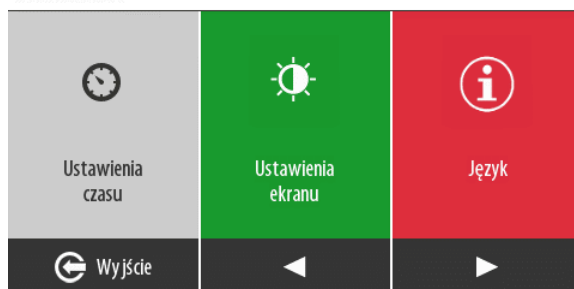 Ustawienia
czasu
Ustawienia
ekranu
Język
Wyjście